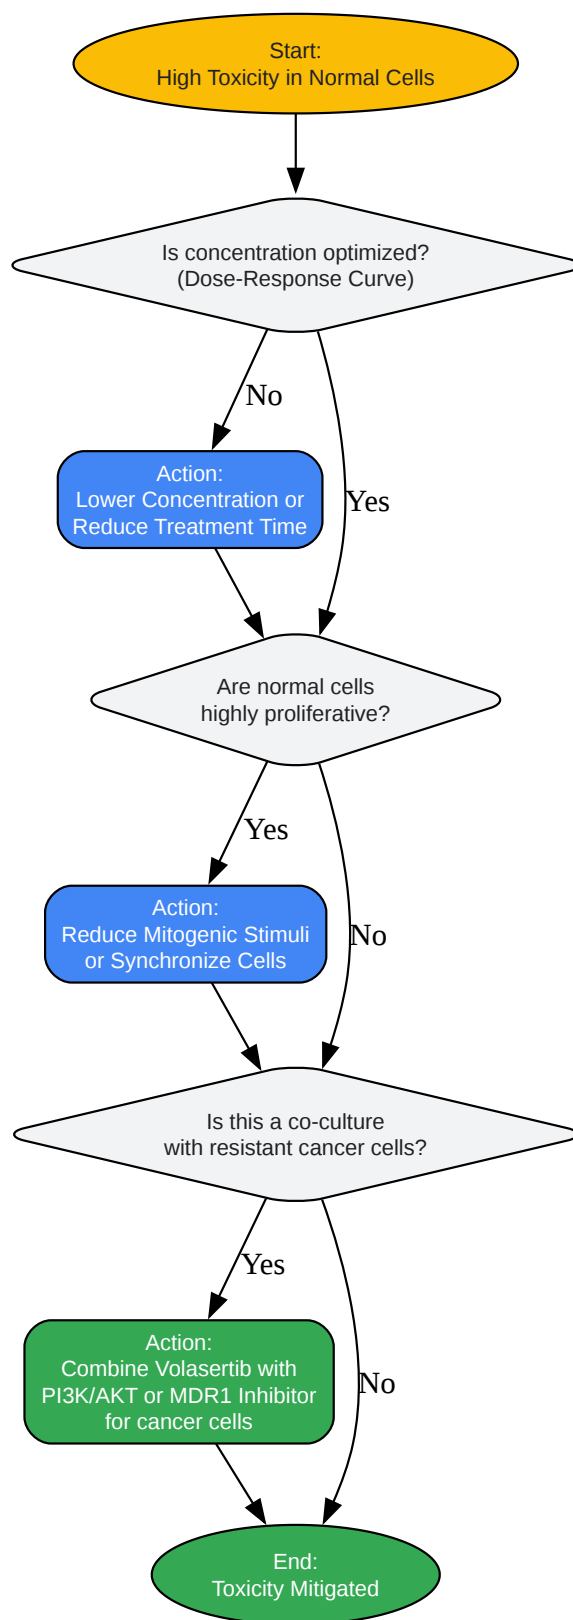 Start:
High Toxicity in Normal Cells
Is concentration optimized?
(Dose-Response Curve)
No
Action:
Lower Concentration or
Reduce Treatment Time
Yes
Are normal cells
highly proliferative?
Yes
Action:
Reduce Mitogenic Stimuli
or Synchronize Cells
No
Is this a co-culture
with resistant cancer cells?
Yes
Action:
Combine Volasertib with
PI3K/AKT or MDR1 Inhibitor
for cancer cells
No
End:
Toxicity Mitigated